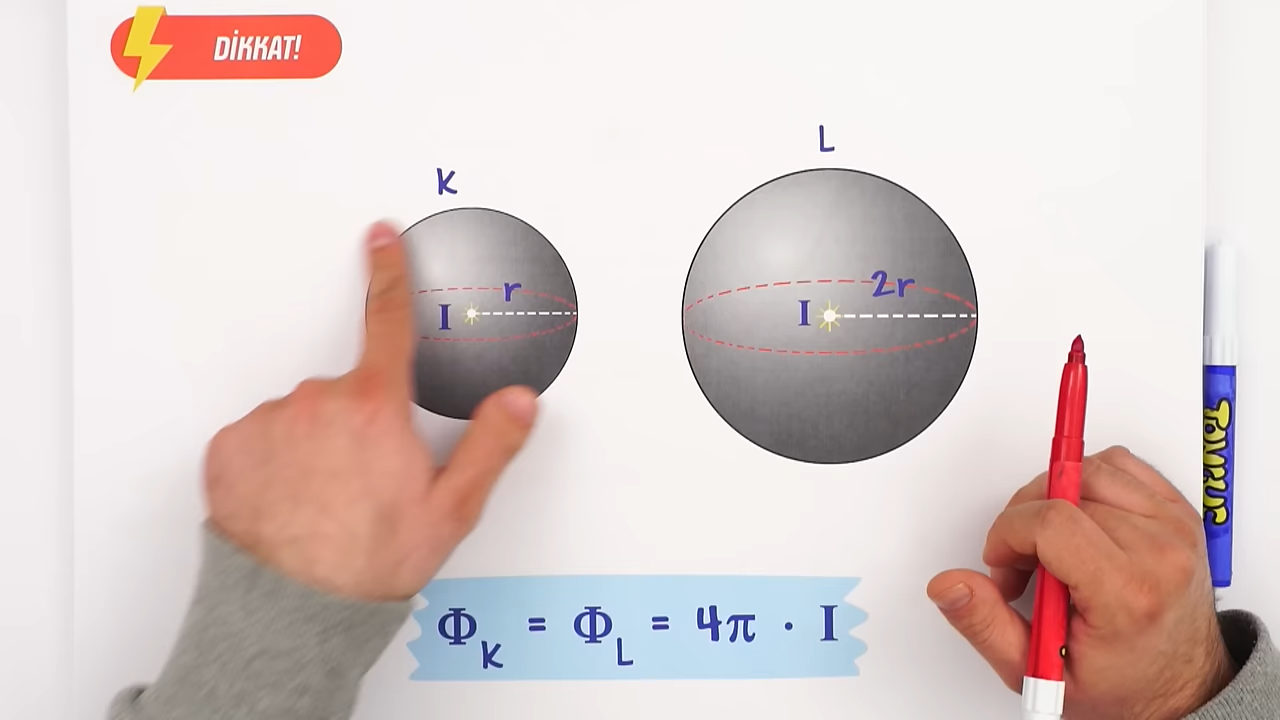 DİKKAT!
K
L
r
I
2r
I
Φ_K = Φ_L = 4π · I